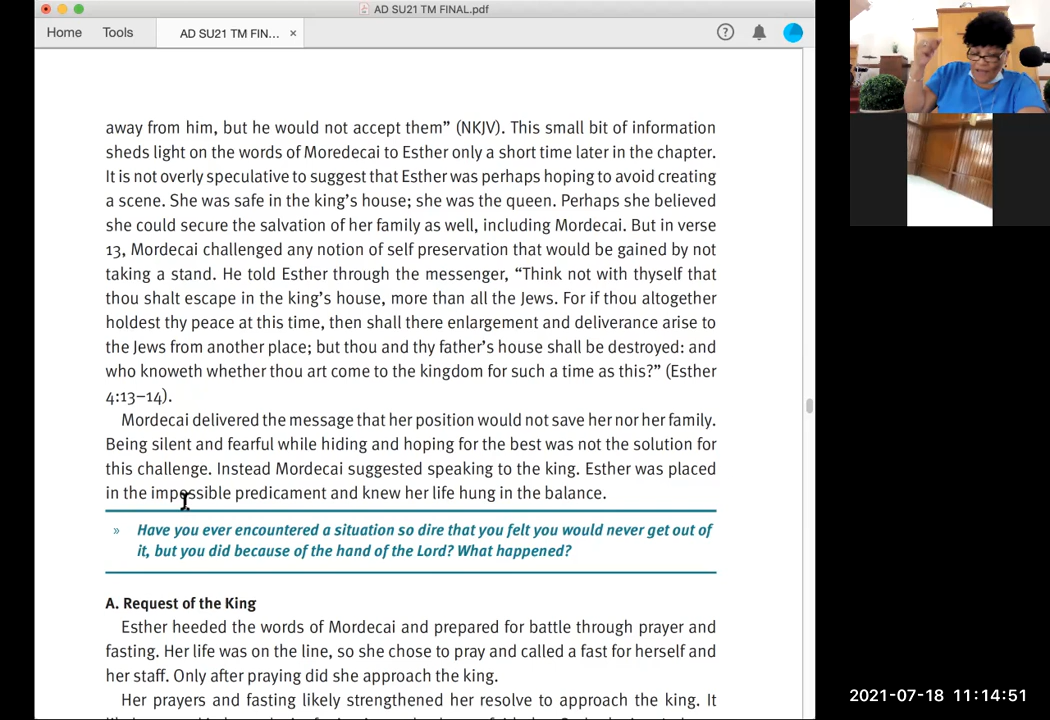 AD SU21 TM FINAL.pdf
Home Tools AD SU21 TM FIN... ×
away from him, but he would not accept them” (NKJV). This small bit of information
sheds light on the words of Moredecai to Esther only a short time later in the chapter.
It is not overly speculative to suggest that Esther was perhaps hoping to avoid creating
a scene. She was safe in the king’s house; she was the queen. Perhaps she believed
she could secure the salvation of her family as well, including Mordecai. But in verse
13, Mordecai challenged any notion of self preservation that would be gained by not
taking a stand. He told Esther through the messenger, “Think not with thyself that
thou shalt escape in the king’s house, more than all the Jews. For if thou altogether
holdest thy peace at this time, then shall there enlargement and deliverance arise to
the Jews from another place; but thou and thy father’s house shall be destroyed: and
who knoweth whether thou art come to the kingdom for such a time as this?” (Esther
4:13–14).
Mordecai delivered the message that her position would not save her nor her family.
Being silent and fearful while hiding and hoping for the best was not the solution for
this challenge. Instead Mordecai suggested speaking to the king. Esther was placed
in the impossible predicament and knew her life hung in the balance.
» Have you ever encountered a situation so dire that you felt you would never get out of
it, but you did because of the hand of the Lord? What happened?
A. Request of the King
Esther heeded the words of Mordecai and prepared for battle through prayer and
fasting. Her life was on the line, so she chose to pray and called a fast for herself and
her staff. Only after praying did she approach the king.
Her prayers and fasting likely strengthened her resolve to approach the king. It
2021-07-18 11:14:51